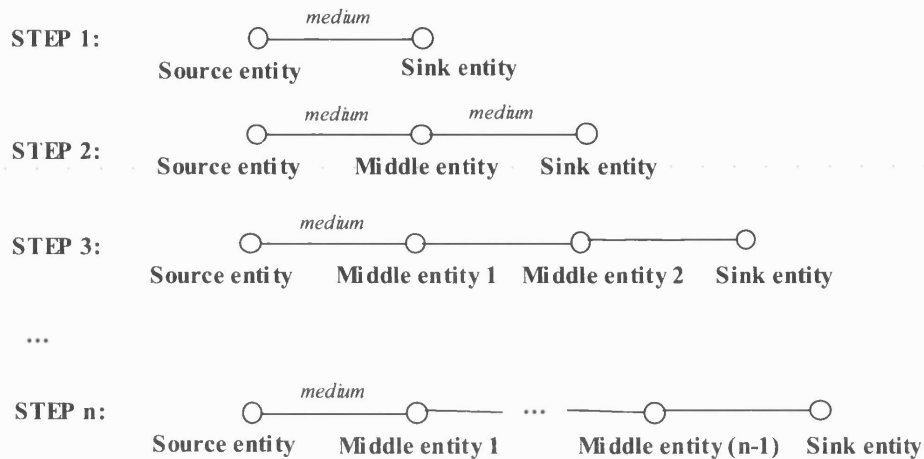 medium
STEP 1:
Source entity Sink entity
medium medium
STEP 2:
Source entity Middle entity Sink entity
medium
STEP 3:
Source entity Middle entity 1 Middle entity 2 Sink entity
...
medium
STEP n: ...
Source entity Middle entity 1 Middle entity (n-1) Sink entity